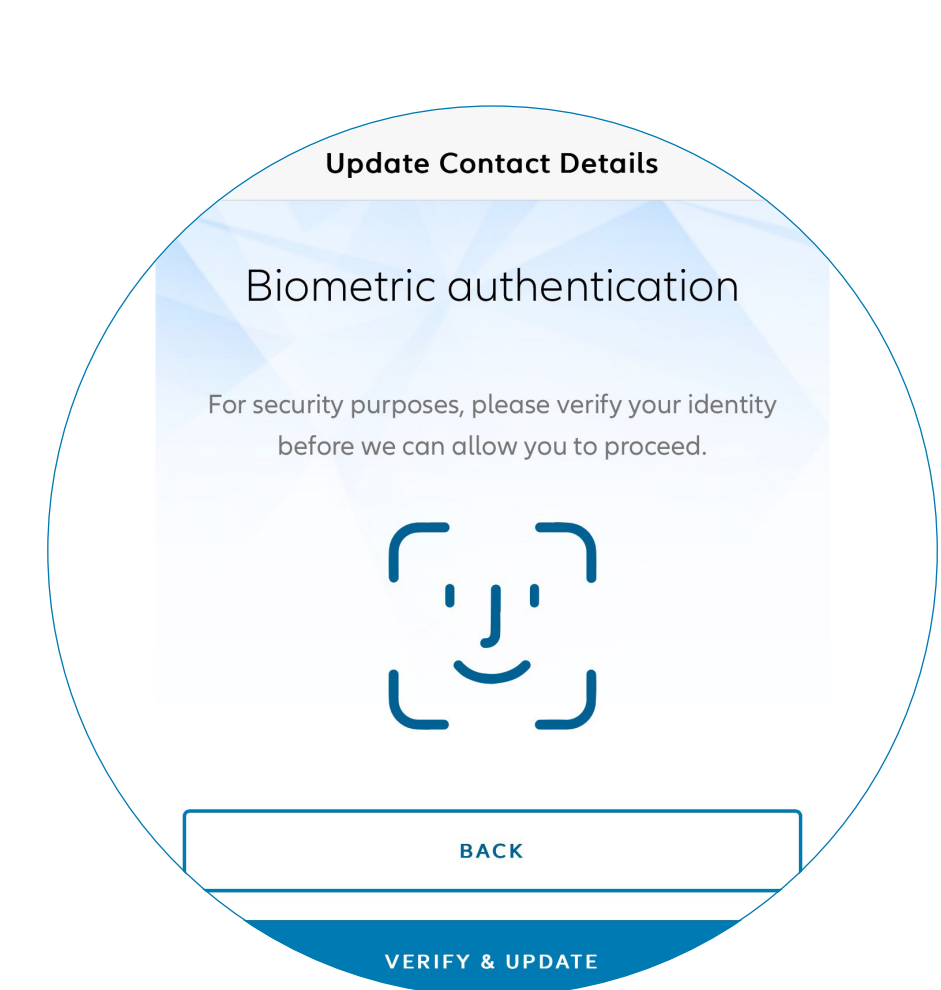 Update Contact Details
Biometric authentication
For security purposes, please verify your identity
before we can allow you to proceed.
BACK
VERIFY & UPDATE